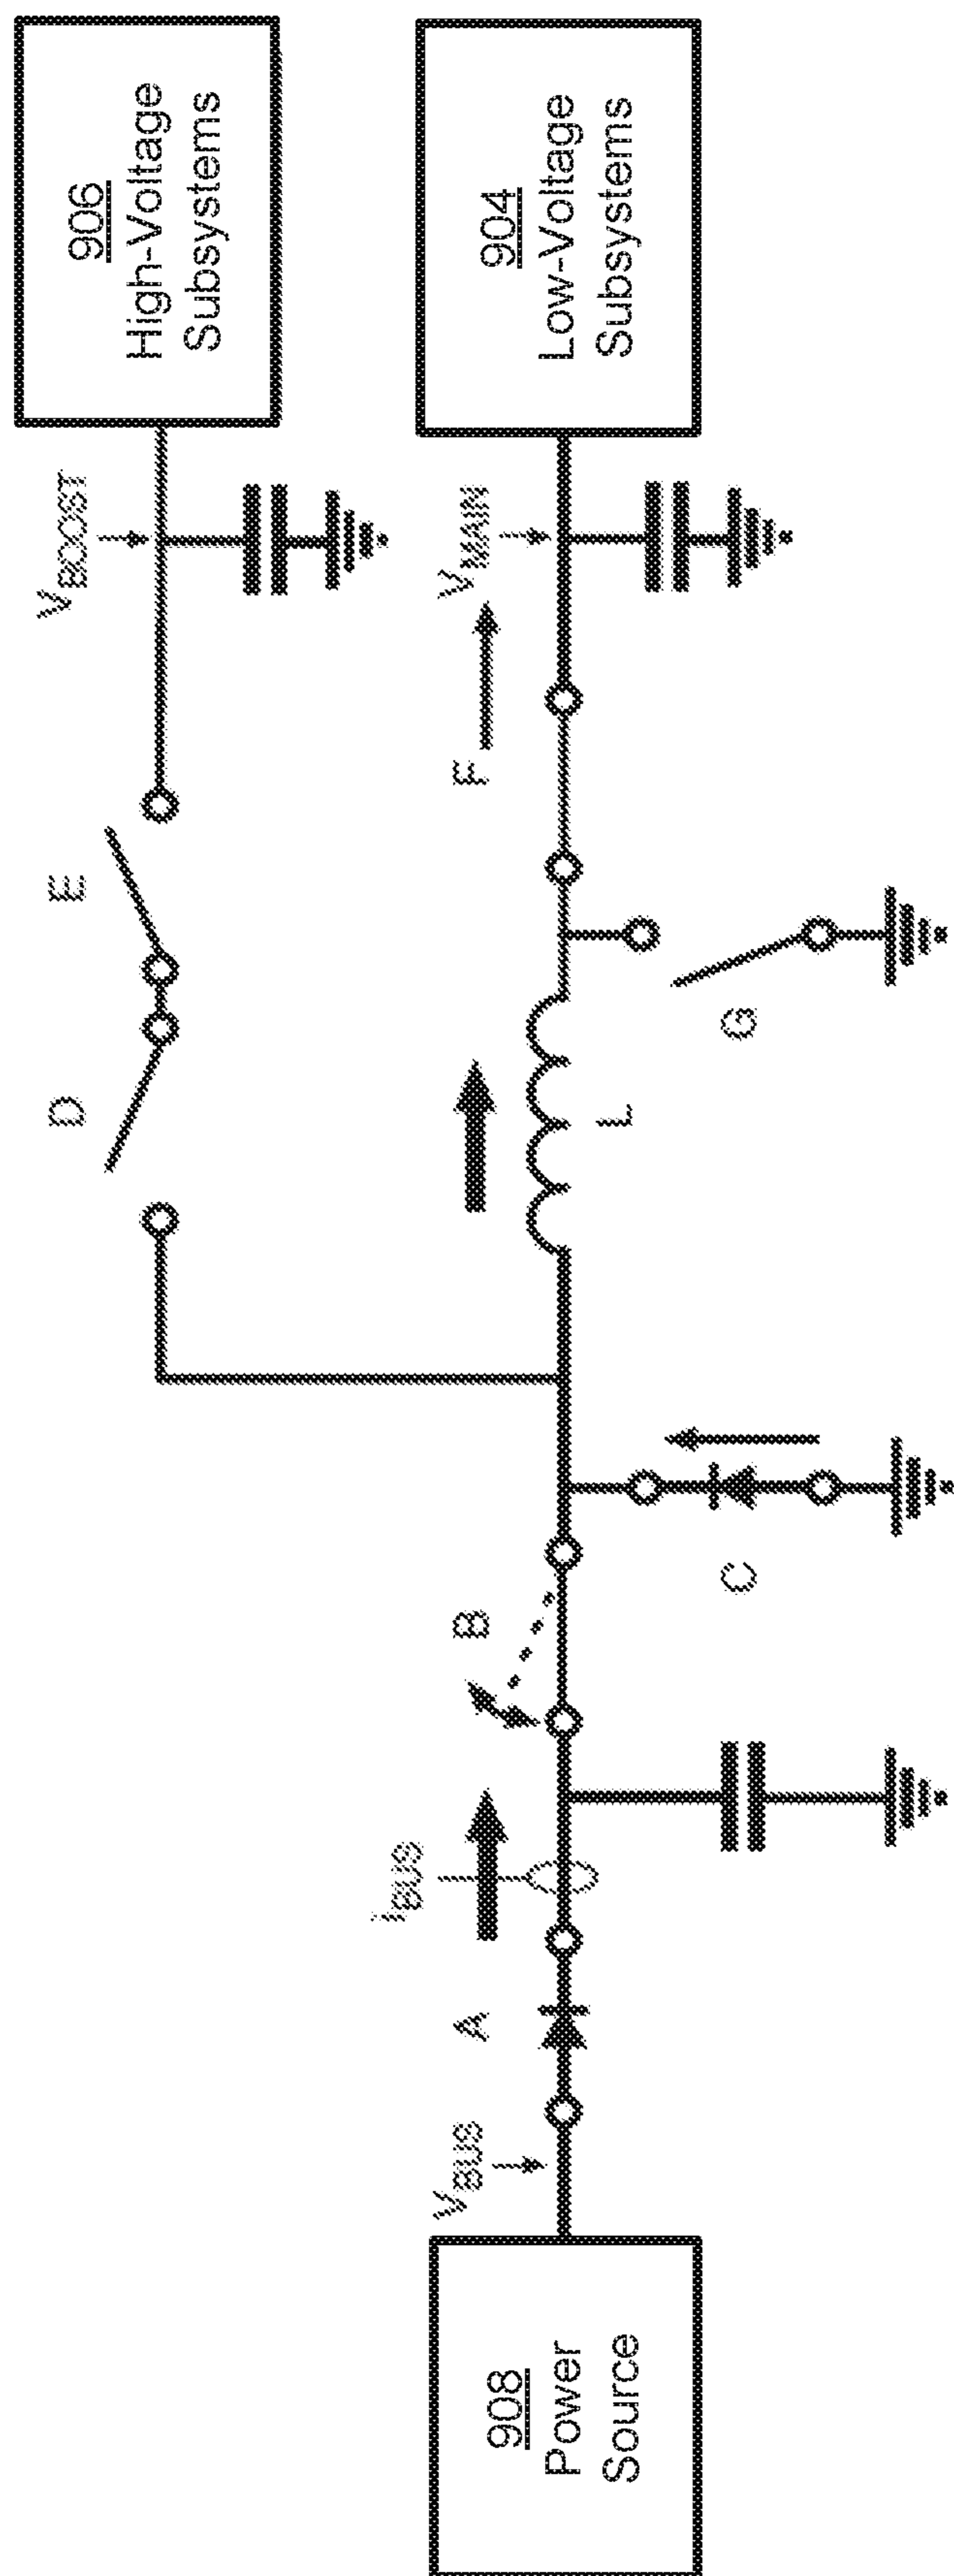 906
High-Voltage
Subsystems
904
Low-Voltage
Subsystems
VBOOST
VMAIN
F
E
D
G
L
B
C
iBUS
A
VBUS
908
Power
Source